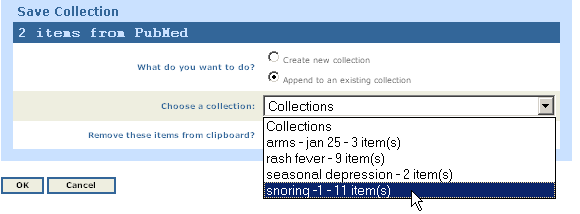 Save Collection
2 items from PubMed
What do you want to do? Create new collection
Append to an existing collection
Choose a collection: Collections
Collections
arms - jan 25 - 3 item(s)
Remove these items from clipboard? rash fever - 9 item(s)
seasonal depression - 2 item(s)
snoring -1 - 11 item(s)
OK Cancel